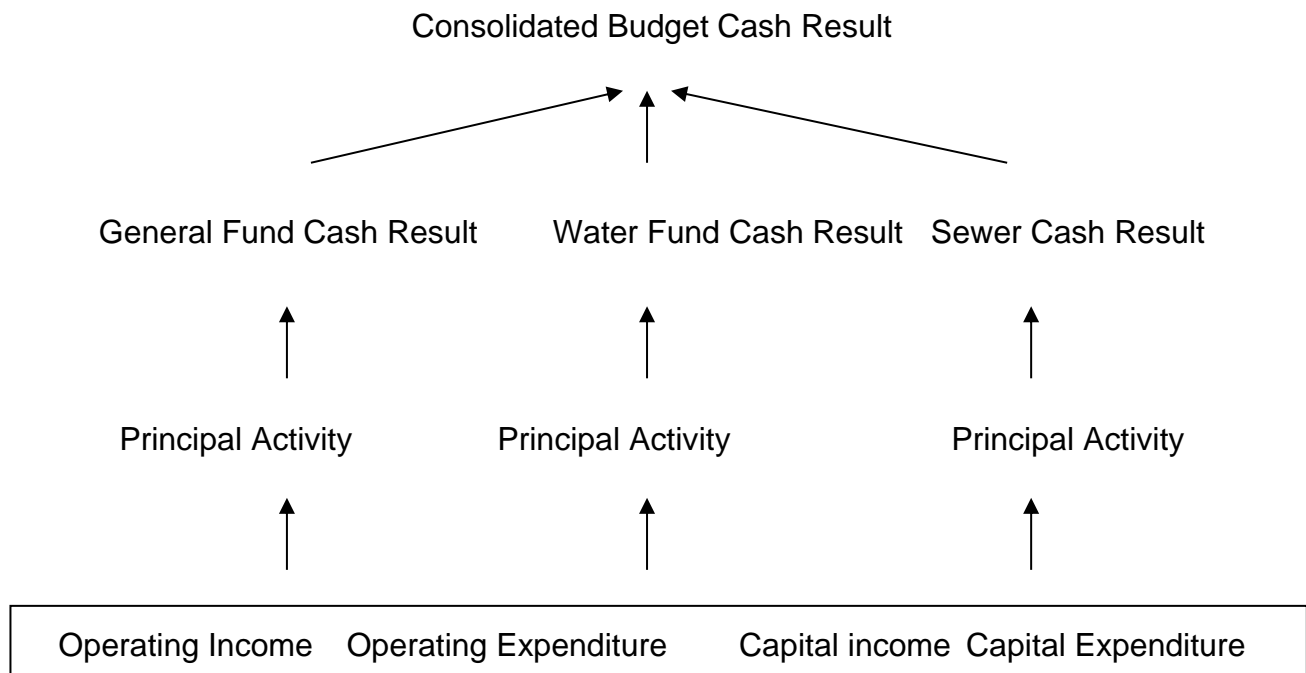 Consolidated Budget Cash Result
General Fund Cash Result Water Fund Cash Result Sewer Cash Result
Principal Activity Principal Activity Principal Activity
Operating Income Operating Expenditure Capital income Capital Expenditure